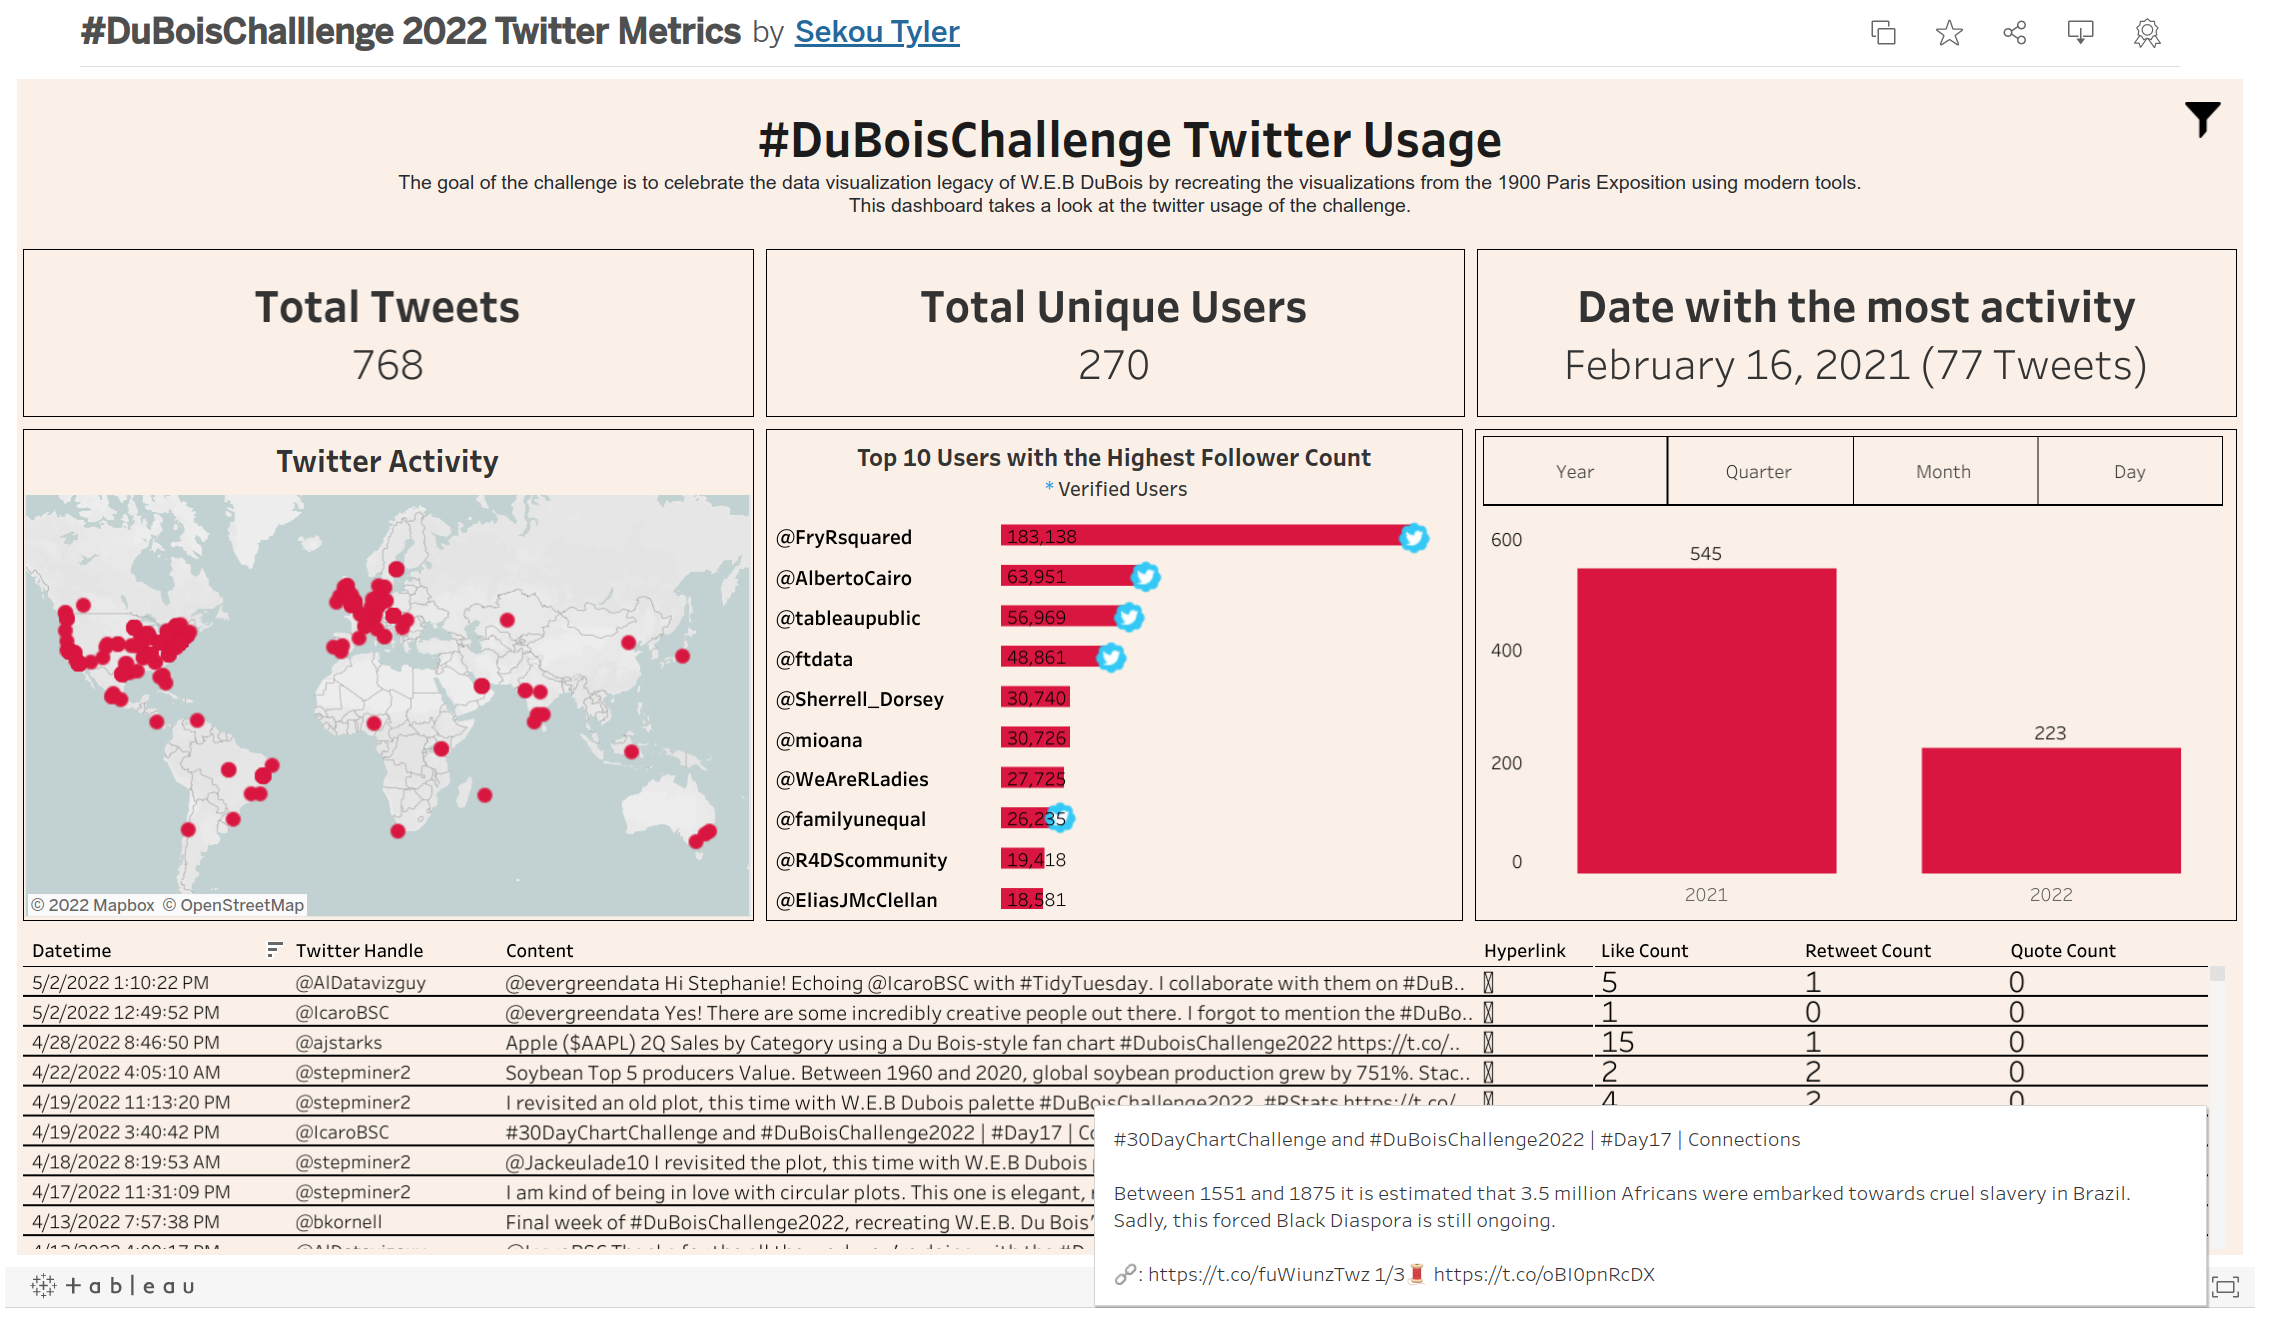 #DuBoisChalllenge 2022 Twitter Metrics by Sekou Tyler
#DuBoisChallenge Twitter Usage
The goal of the challenge is to celebrate the data visualization legacy of W.E.B DuBois by recreating the visualizations from the 1900 Paris Exposition using modern tools.
This dashboard takes a look at the twitter usage of the challenge.
Total Tweets
768
Total Unique Users
270
Date with the most activity
February 16, 2021 (77 Tweets)
Twitter Activity
© 2022 Mapbox © OpenStreetMap
Top 10 Users with the Highest Follower Count
* Verified Users
@FryRsquared 183,138
@AlbertoCairo 63,951
@tableaupublic 56,969
@ftdata 48,861
@Sherrell_Dorsey 30,740
@mioana 30,726
@WeAreRLadies 27,725
@familyunequal 26,235
@R4DScommunity 19,418
@EliasJMcClellan 18,581
Year Quarter Month Day
600
400
200
0
545
223
2021 2022
Datetime Twitter Handle Content Hyperlink Like Count Retweet Count Quote Count
5/2/2022 1:10:22 PM @AlDatavizguy @evergreendata Hi Stephanie! Echoing @IcaroBSC with #TidyTuesday. I collaborate with them on #DuB.. 5 1 0
5/2/2022 12:49:52 PM @IcaroBSC @evergreendata Yes! There are some incredibly creative people out there. I forgot to mention the #DuBo.. 1 0 0
4/28/2022 8:46:50 PM @ajstarks Apple ($AAPL) 2Q Sales by Category using a Du Bois-style fan chart #DuboisChallenge2022 https://t.co/.. 15 1 0
4/22/2022 4:05:10 AM @stepminer2 Soybean Top 5 producers Value. Between 1960 and 2020, global soybean production grew by 751%. Stac.. 2 2 0
4/19/2022 11:13:20 PM @stepminer2 I revisited an old plot, this time with W.E.B Dubois palette #DuBoisChallenge2022 #RStats https://t.co/ 4 2 0
4/19/2022 3:40:42 PM @IcaroBSC #30DayChartChallenge and #DuBoisChallenge2022 | #Day17 |
4/18/2022 8:19:53 AM @stepminer2 @Jackeulade10 I revisited the plot, this time with W.E.B Dubois
4/17/2022 11:31:09 PM @stepminer2 I am kind of being in love with circular plots. This one is elegant,
4/13/2022 7:57:38 PM @bkornell Final week of #DuBoisChallenge2022, recreating W.E.B. Du Bois'
#30DayChartChallenge and #DuBoisChallenge2022 | #Day17 | Connections
Between 1551 and 1875 it is estimated that 3.5 million Africans were embarked towards cruel slavery in Brazil.
Sadly, this forced Black Diaspora is still ongoing.
🔗: https://t.co/fuWiunzTwz 1/3🧵 https://t.co/oBI0pnRcDX
+ableau